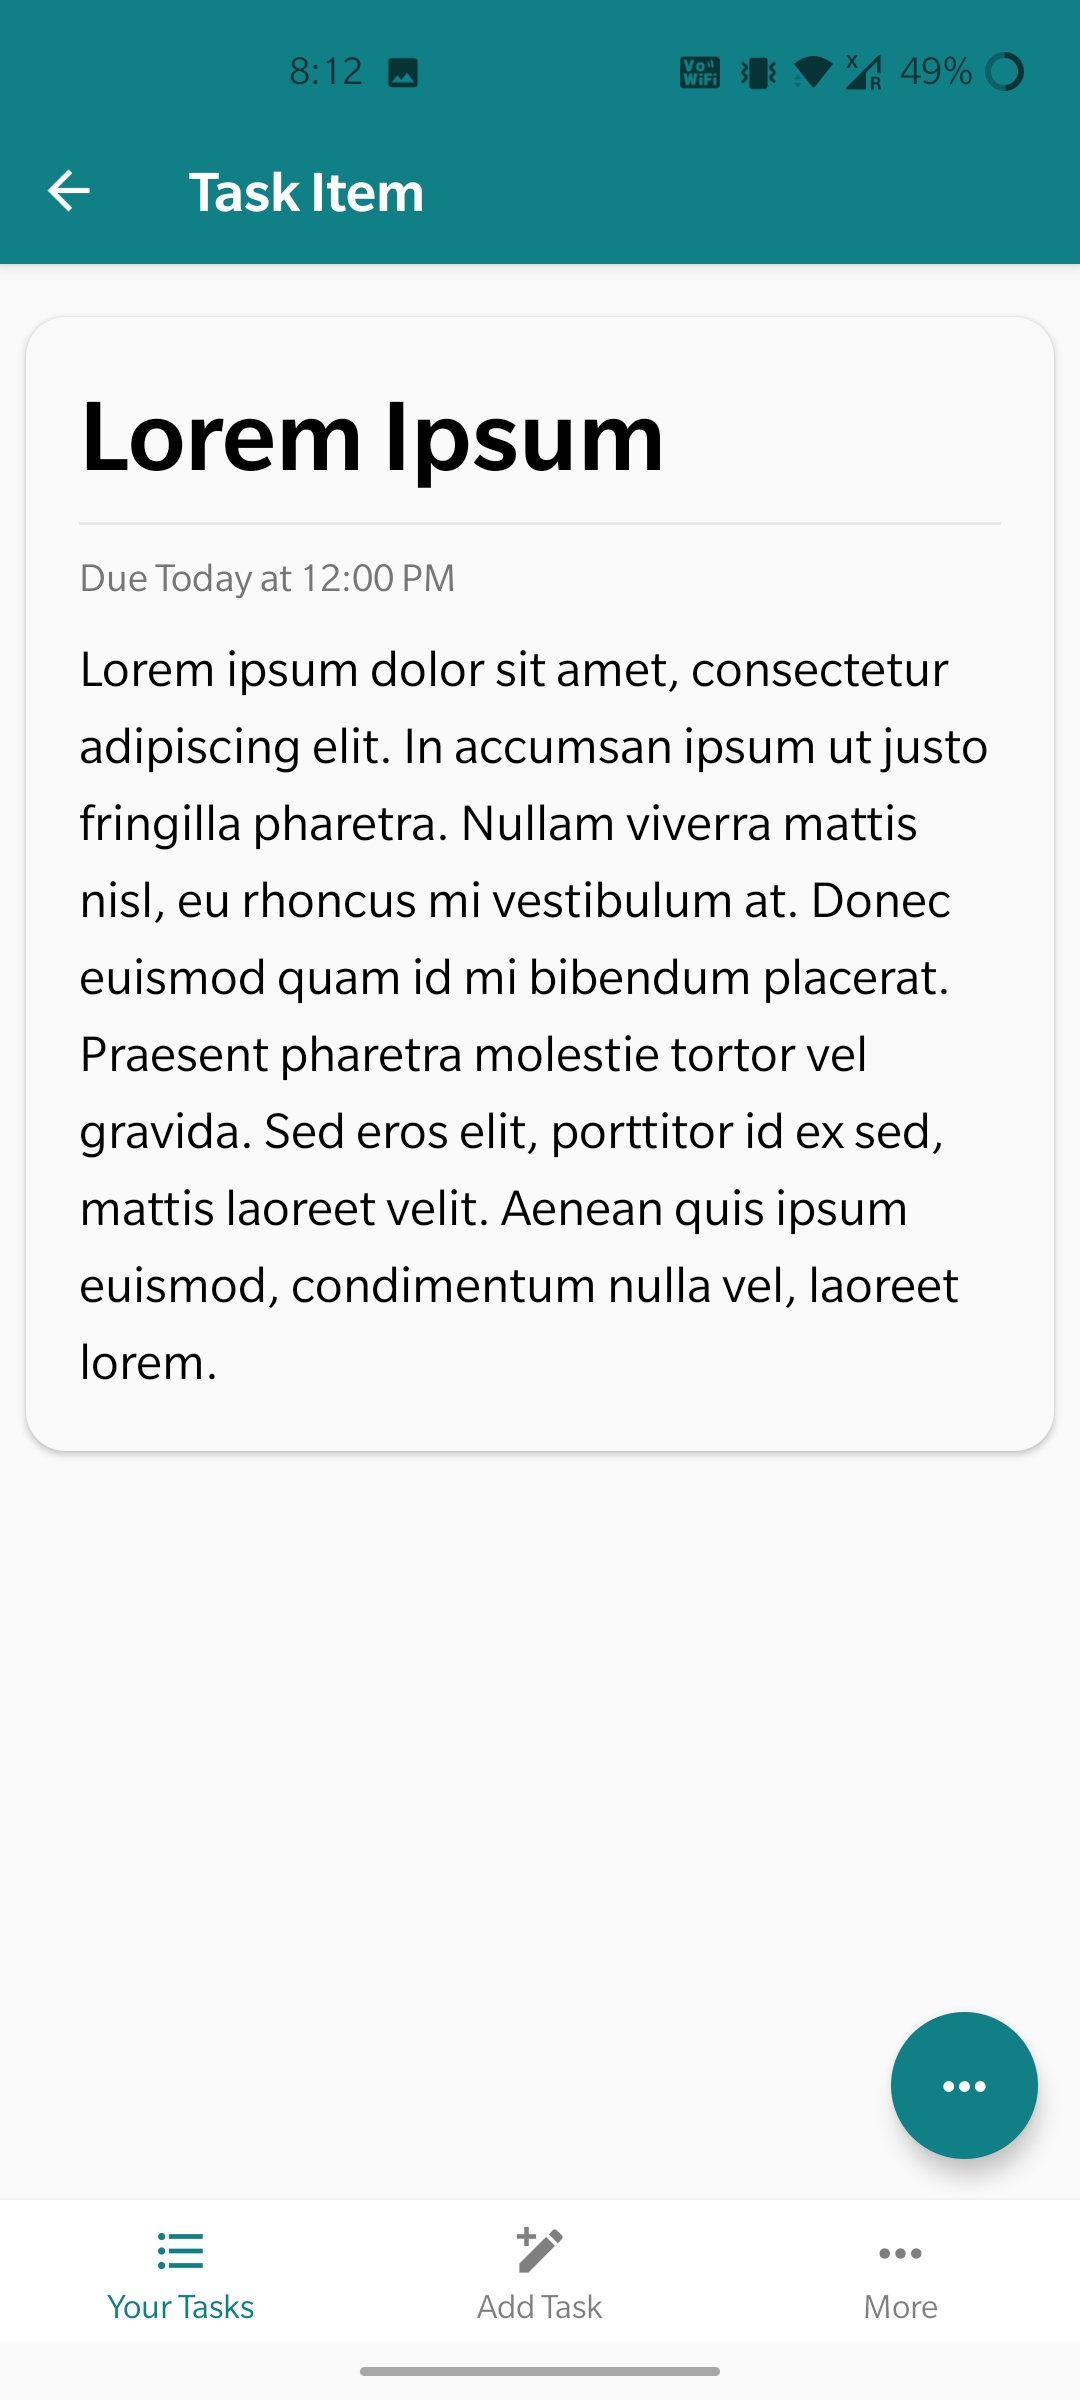 8:12
Vo WiFi
X
R
49%
Task Item
Lorem Ipsum
Due Today at 12:00 PM
Lorem ipsum dolor sit amet, consectetur
adipiscing elit. In accumsan ipsum ut justo
fringilla pharetra. Nullam viverra mattis
nisl, eu rhoncus mi vestibulum at. Donec
euismod quam id mi bibendum placerat.
Praesent pharetra molestie tortor vel
gravida. Sed eros elit, porttitor id ex sed,
mattis laoreet velit. Aenean quis ipsum
euismod, condimentum nulla vel, laoreet
lorem.
Your Tasks
Add Task
More